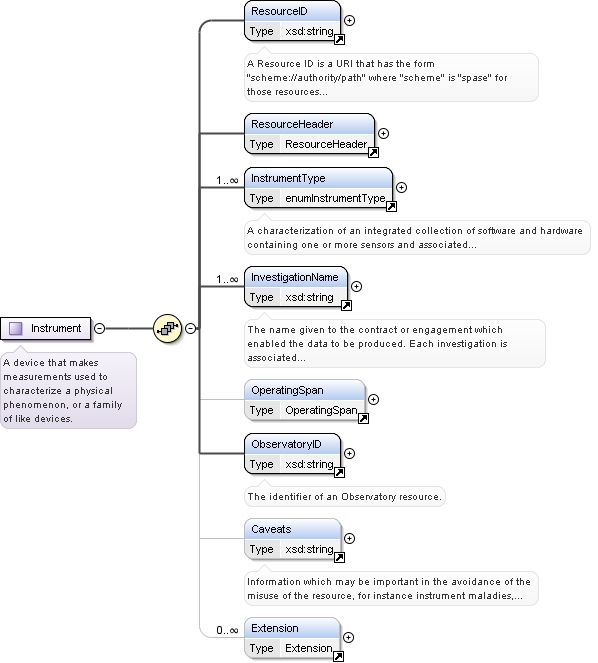 ResourceID
Type xsd:string
A Resource ID is a URI that has the form
"scheme://authority/path" where "scheme" is "spase" for
those resources...
ResourceHeader
Type ResourceHeader
1..∞
InstrumentType
Type enumInstrumentType
A characterization of an integrated collection of software and hardware
containing one or more sensors and associated...
1..∞
InvestigationName
Type xsd:string
The name given to the contract or engagement which
enabled the data to be produced. Each investigation is
associated...
Instrument
A device that makes
measurements used to
characterize a physical
phenomenon, or a family
of like devices.
OperatingSpan
Type OperatingSpan
ObservatoryID
Type xsd:string
The identifier of an Observatory resource.
Caveats
Type xsd:string
Information which may be important in the avoidance of the
misuse of the resource, for instance instrument maladies,...
0..∞
Extension
Type Extension